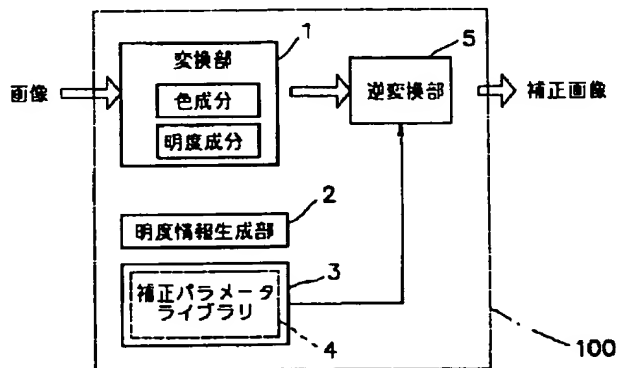 1
5
変換部
画像
逆変換部
補正画像
色成分
明度成分
2
明度情報生成部
3
補正パラメータ
ライブラリ
4
100